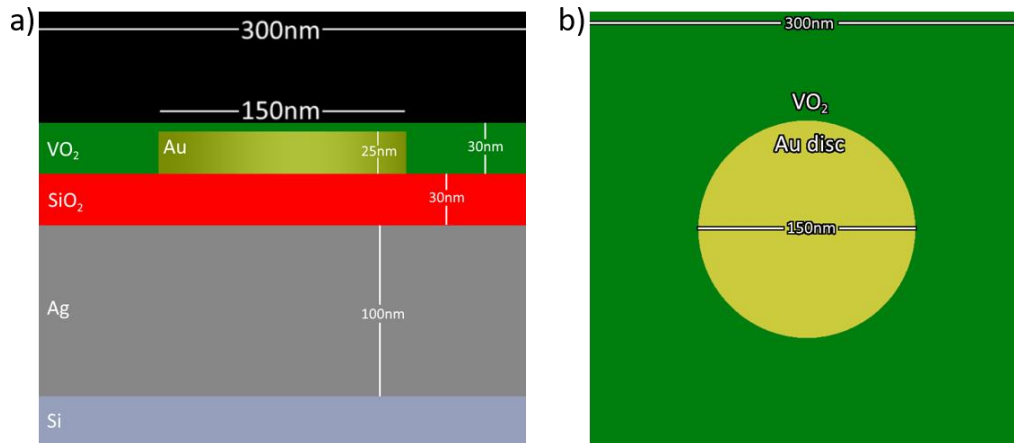 a)
300nm
150nm
VO₂
Au
25nm
30nm
SiO₂
30nm
Ag
100nm
Si
b)
300nm
VO₂
Au disc
150nm